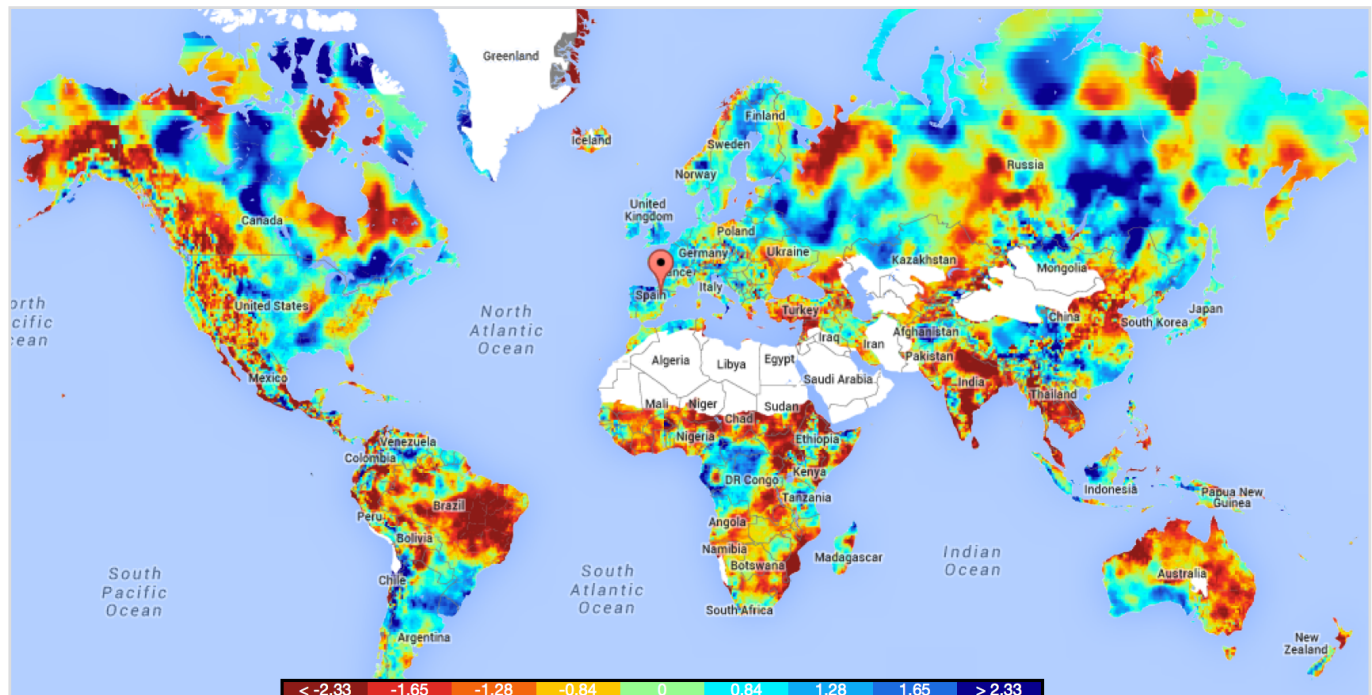 Greenland
Iceland
Finland
Sweden
Norway
Russia
Canada
United
Kingdom
Poland
Germany
Ukraine
Kazakhstan
Mongolia
Italy
Spain
United States
North
Atlantic
Ocean
Turkey
China
Japan
South Korea
Iraq
Iran
Afghanistan
Pakistan
Algeria
Libya
Egypt
Saudi Arabia
India
Mexico
Mali
Niger
Chad
Sudan
Thailand
Venezuela
Colombia
Nigeria
Ethiopia
Kenya
DR Congo
Tanzania
Indonesia
Papua New
Guinea
Brazil
Peru
Bolivia
Angola
Namibia
Botswana
Madagascar
Indian
Ocean
Australia
Chile
South
Pacific
Ocean
South
Atlantic
Ocean
South Africa
Argentina
New
Zealand
< -2.33 -1.65 -1.28 -0.84 0 0.84 1.28 1.65 > 2.33